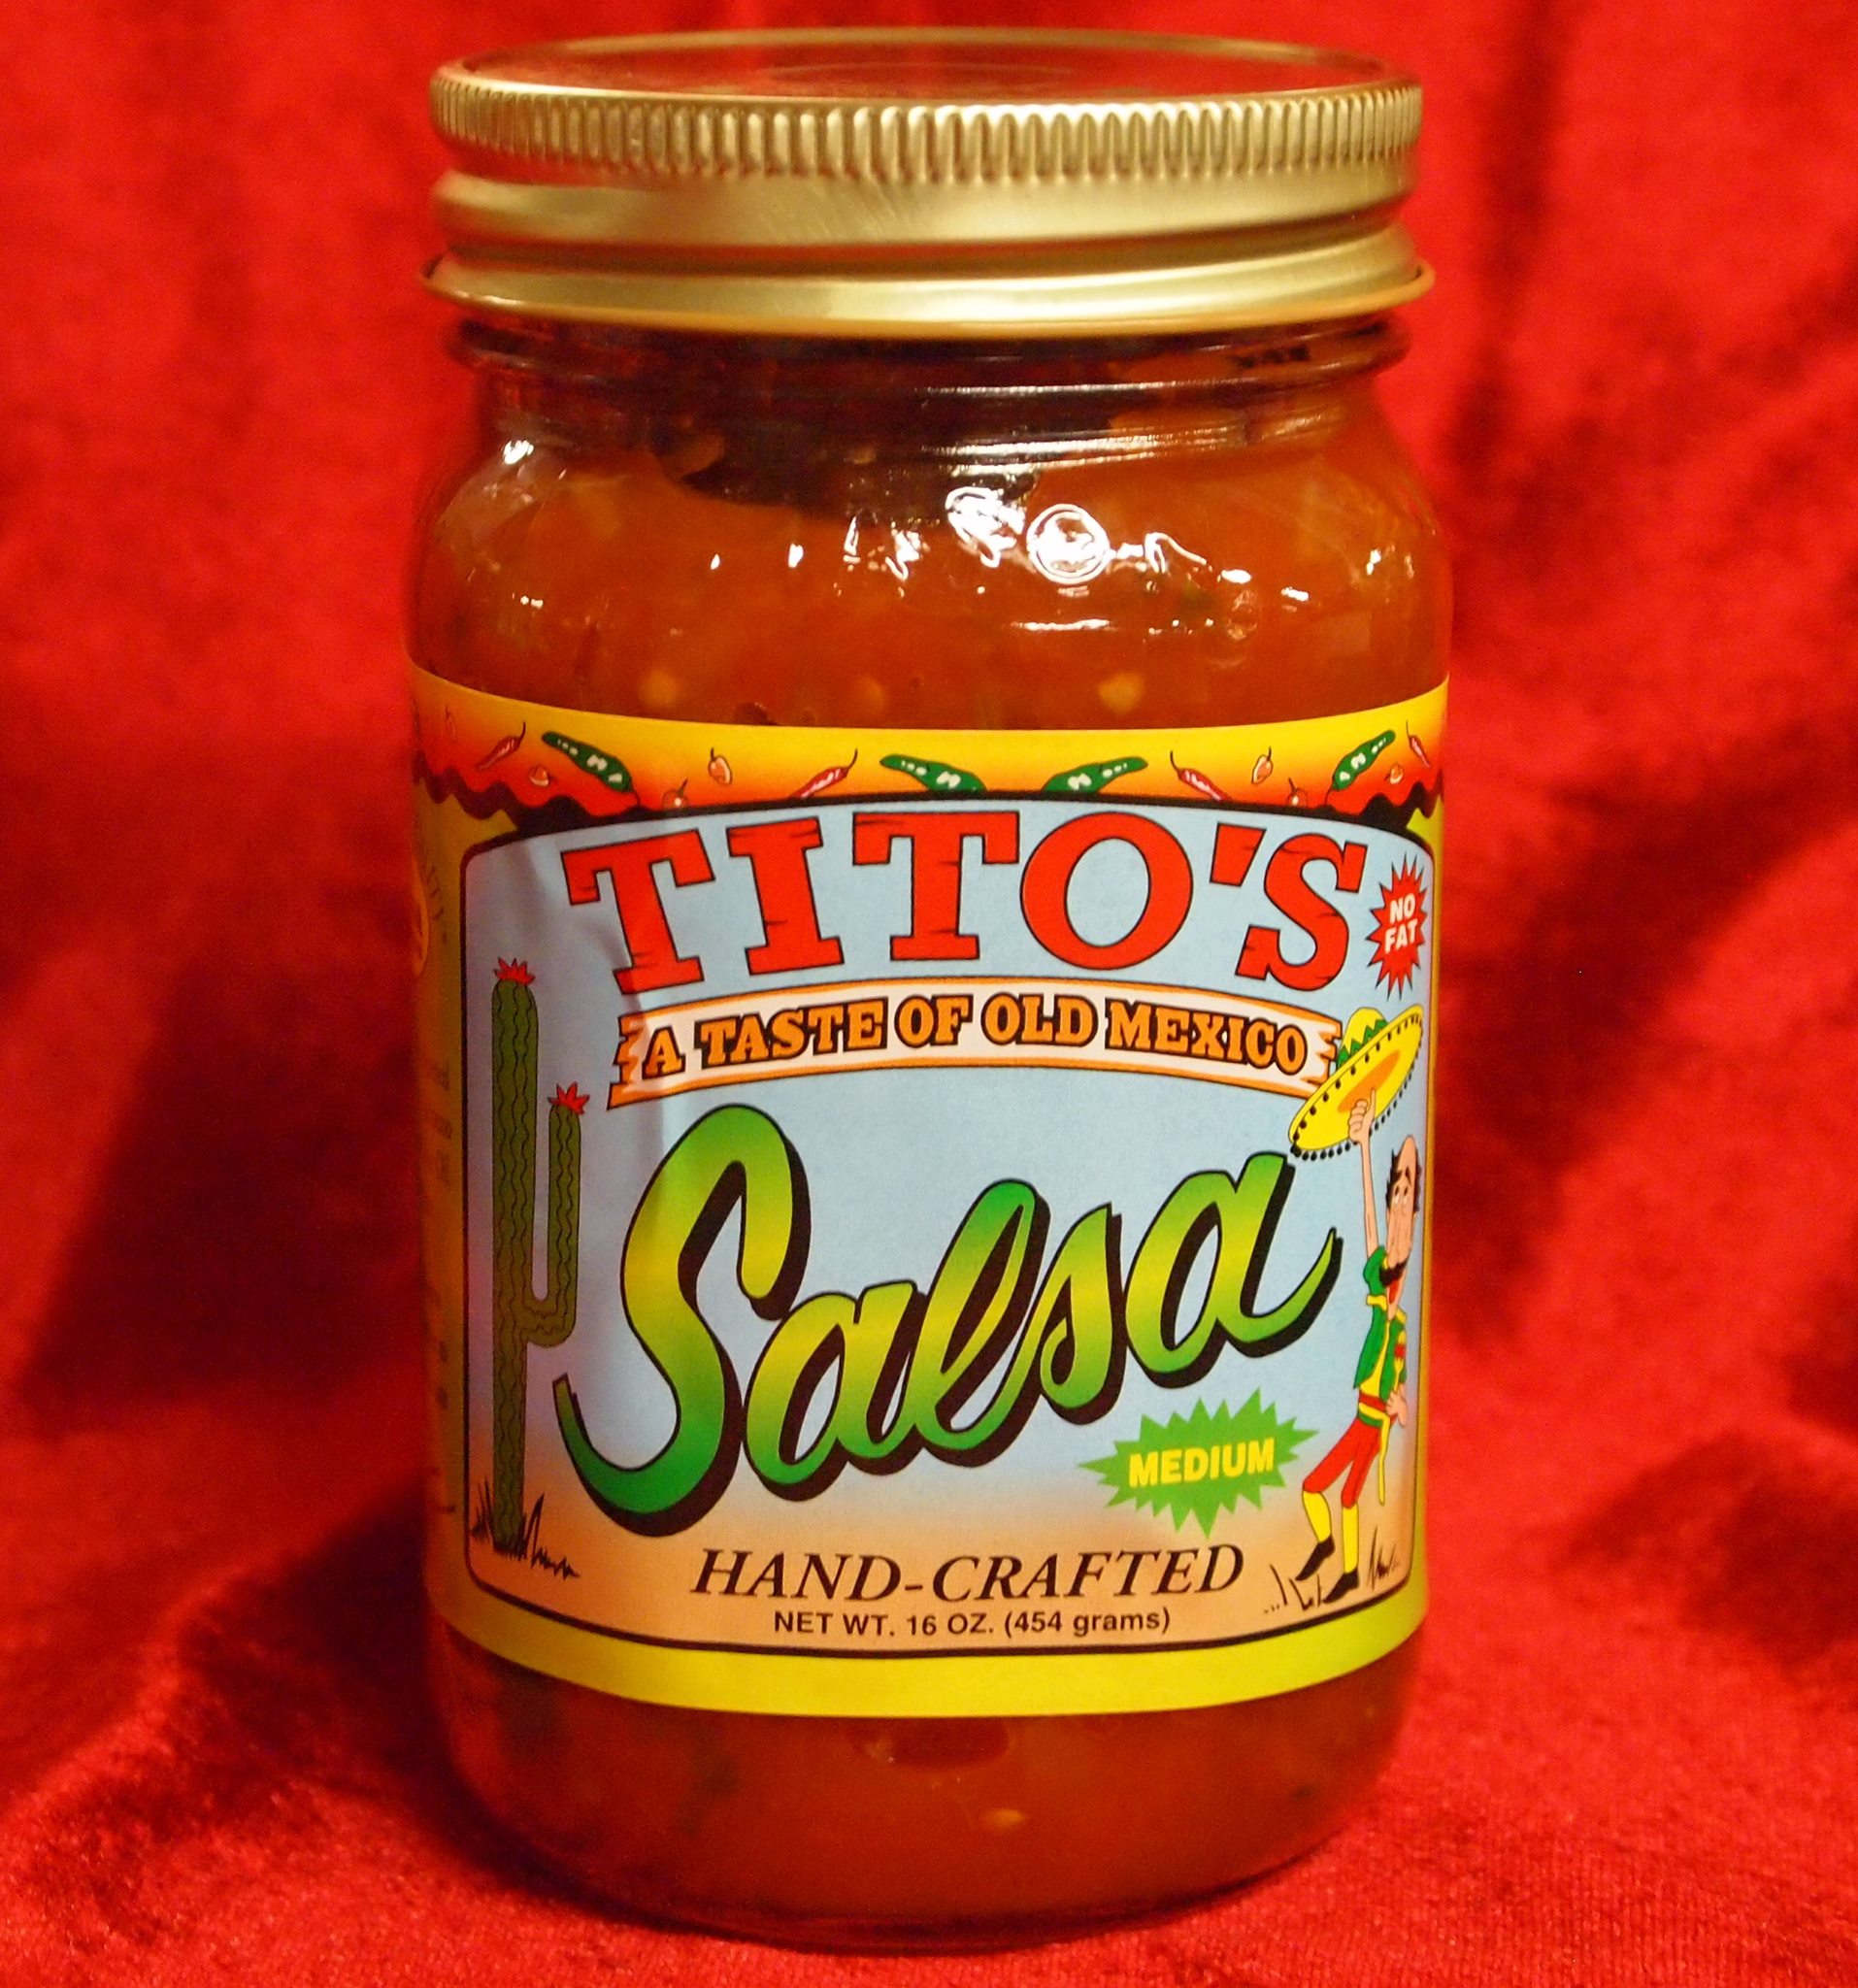 TITO'S
NO
FAT
A TASTE OF OLD MEXICO
Salsa
MEDIUM
HAND-CRAFTED
NET WT. 16 OZ. (454 grams)